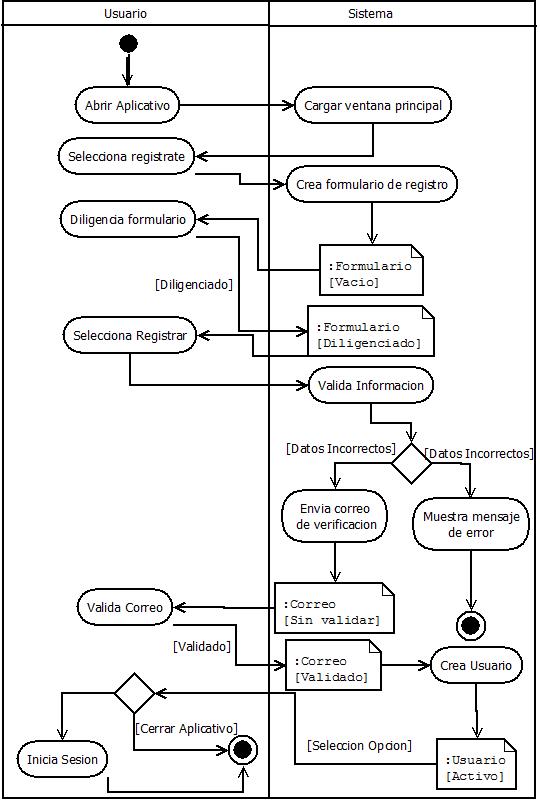 Usuario
Sistema
Abrir Aplicativo
Cargar ventana principal
Selecciona registrate
Crea formulario de registro
Diligencia formulario
:Formulario
[Vacio]
[Diligenciado]
:Formulario
[Diligenciado]
Selecciona Registrar
Valida Informacion
[Datos Incorrectos]
[Datos Incorrectos]
Envia correo
de verificacion
Muestra mensaje
de error
Valida Correo
:Correo
[Sin validar]
[Validado]
:Correo
[Validado]
Crea Usuario
[Cerrar Aplicativo]
[Seleccion Opcion]
Inicia Sesion
:Usuario
[Activo]